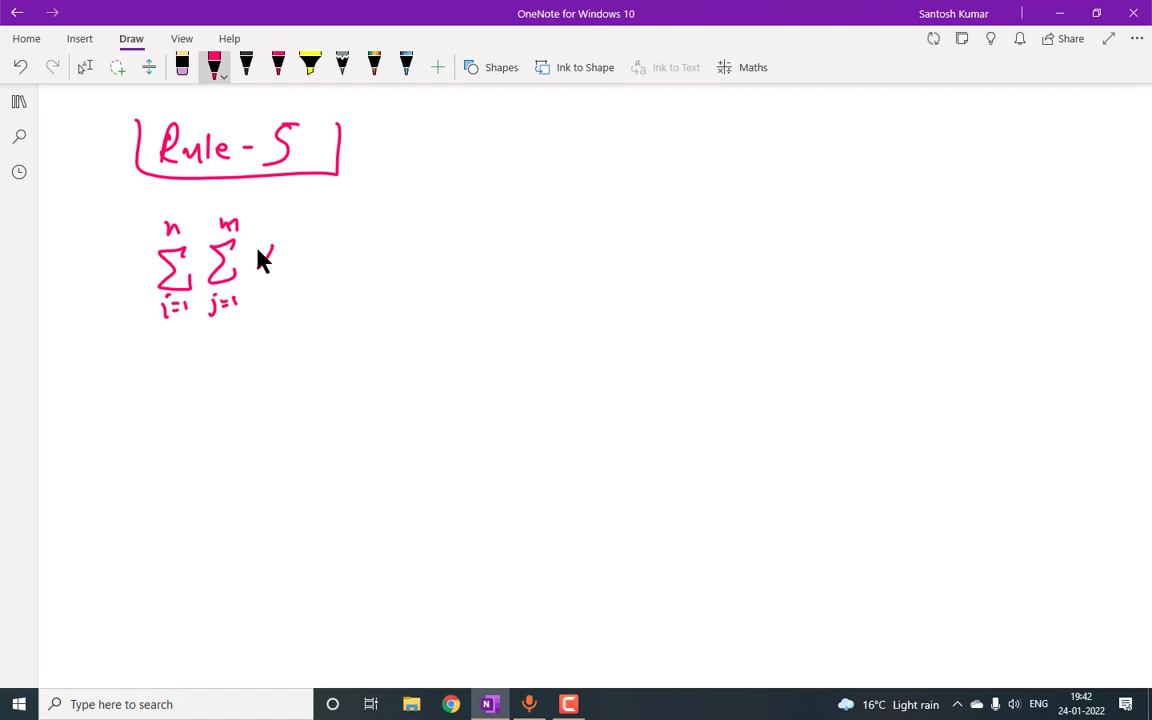 OneNote for Windows 10
Santosh Kumar
Home Insert Draw View Help
Share
Shapes Ink to Shape Ink to Text Maths
Rule - 5
n m
∑ ∑
i=1 j=1
Type here to search
16°C Light rain
ENG
19:42
24-01-2022